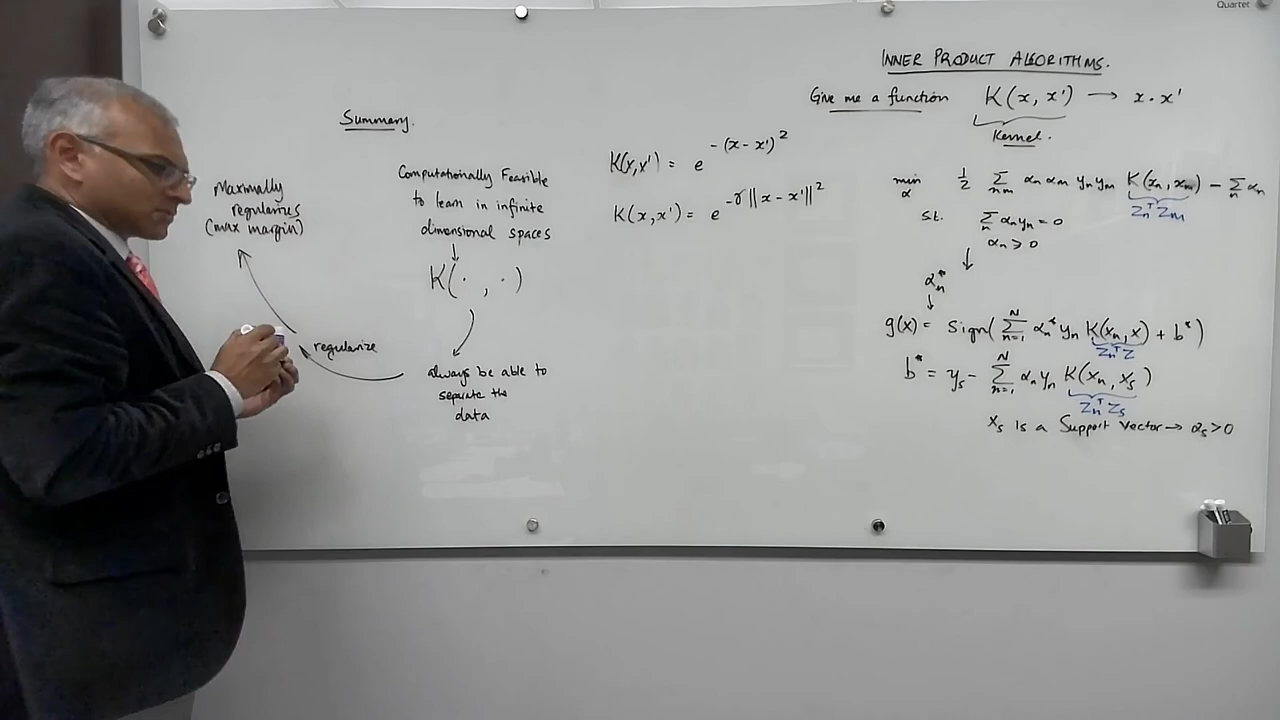 Quartet
Summary.
Maximally
regularizes
(max margin)
Computationally Feasible
to learn in infinite
dimensional spaces
K(· , ·)
regularize
always be able to
separate the
data
K(x,x') = e^{-(x-x')^2}
K(x,x') = e^{-γ||x-x'||^2}
INNER PRODUCT ALGORITHMS.
Give me a function K(x, x') → x·x'
Kernel.
min_α 1/2 Σ_{nm} α_n α_m y_n y_m K(x_n, x_m) - Σ_n α_n
Z_n^T Z_m
s.t. Σ_n α_n y_n = 0
α_n ≥ 0
α_n^*
g(x) = sign(Σ_{n=1}^N α_n^* y_n K(x_n, x) + b^*)
Z_n^T Z
b^* = y_s - Σ_{n=1}^N α_n y_n K(x_n, x_s)
Z_n^T Z_s
x_s is a Support Vector → α_s > 0